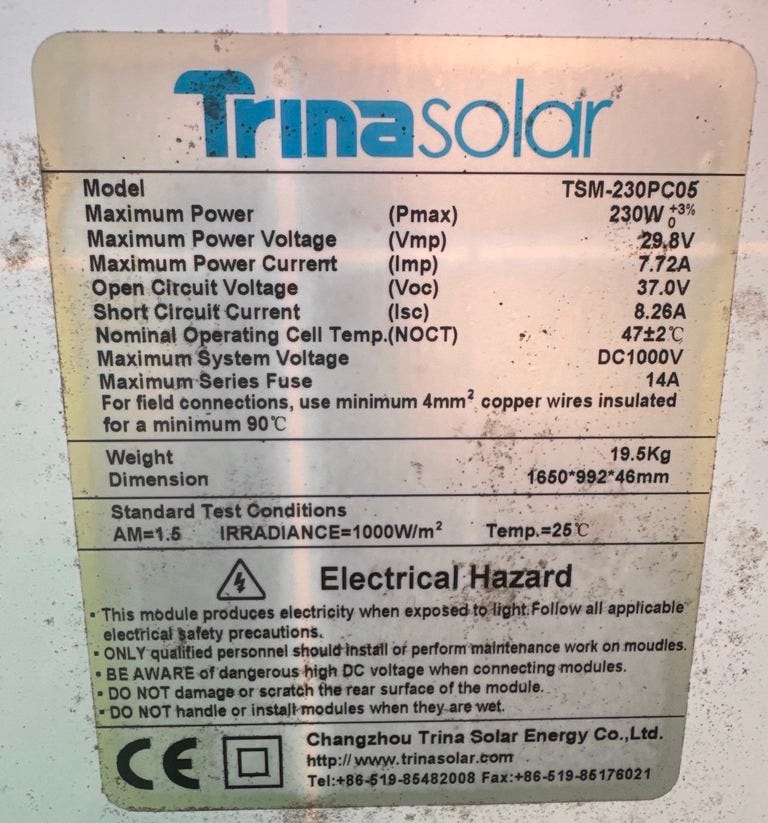 Trinasolar
Model TSM-230PC05
Maximum Power (Pmax) 230W +3% 0
Maximum Power Voltage (Vmp) 29.8V
Maximum Power Current (Imp) 7.72A
Open Circuit Voltage (Voc) 37.0V
Short Circuit Current (Isc) 8.26A
Nominal Operating Cell Temp.(NOCT) 47±2℃
Maximum System Voltage DC1000V
Maximum Series Fuse 14A
For field connections, use minimum 4mm² copper wires insulated
for a minimum 90℃
Weight 19.5Kg
Dimension 1650*992*46mm
Standard Test Conditions
AM=1.5 IRRADIANCE=1000W/m² Temp.=25℃
Electrical Hazard
▪ This module produces electricity when exposed to light.Follow all applicable
electrical safety precautions.
▪ ONLY qualified personnel should install or perform maintenance work on moudles.
▪ BE AWARE of dangerous high DC voltage when connecting modules.
▪ DO NOT damage or scratch the rear surface of the module.
▪ DO NOT handle or install modules when they are wet.
CE
Changzhou Trina Solar Energy Co.,Ltd.
http://www.trinasolar.com
Tel:+86-519-85482008 Fax:+86-519-85176021